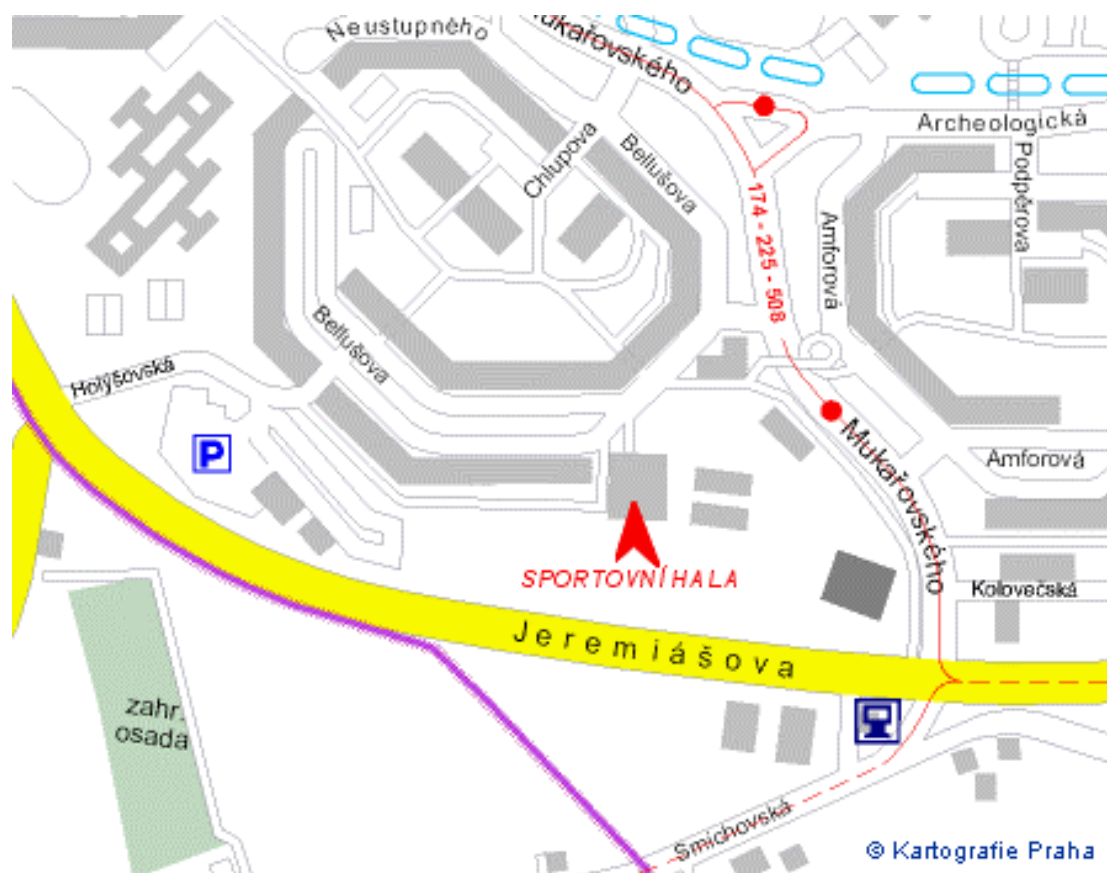 Neustupného
Mukařovského
Archeologická
Chlupova
Bellušova
Podpěrova
174 - 225 - 508
Amforová
Bellušova
Holýšovská
P
Mukařovského
Amforová
SPORTOVNÍ HALA
Kolovečská
Jeremiášova
zahr.
osada
Smíchovská
© Kartografie Praha